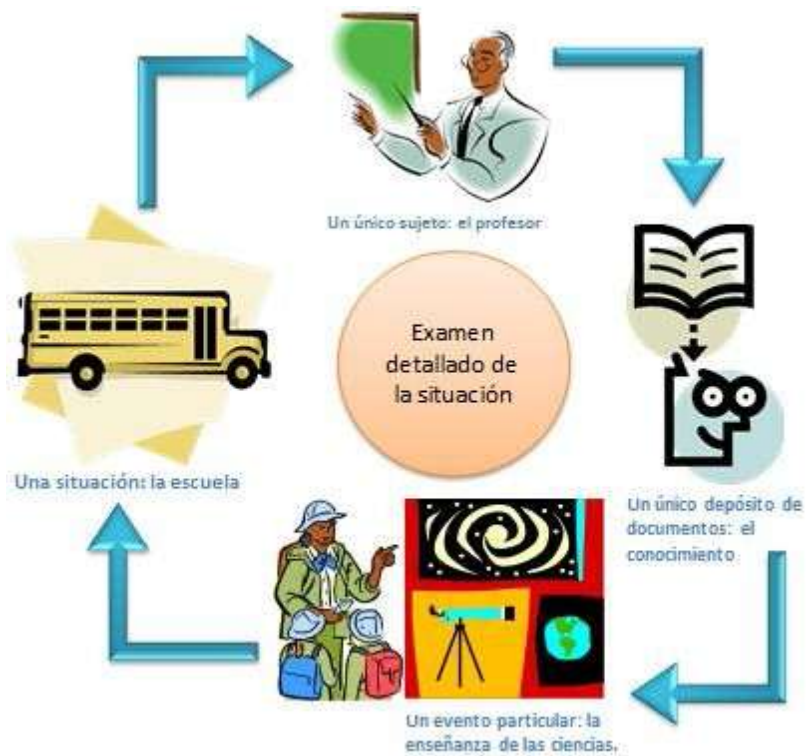 Un único sujeto: el profesor
Examen
detallado de
la situación
Una situación: la escuela
Un único depósito de
documentos: el
conocimiento
Un evento particular: la
enseñanza de las ciencias.